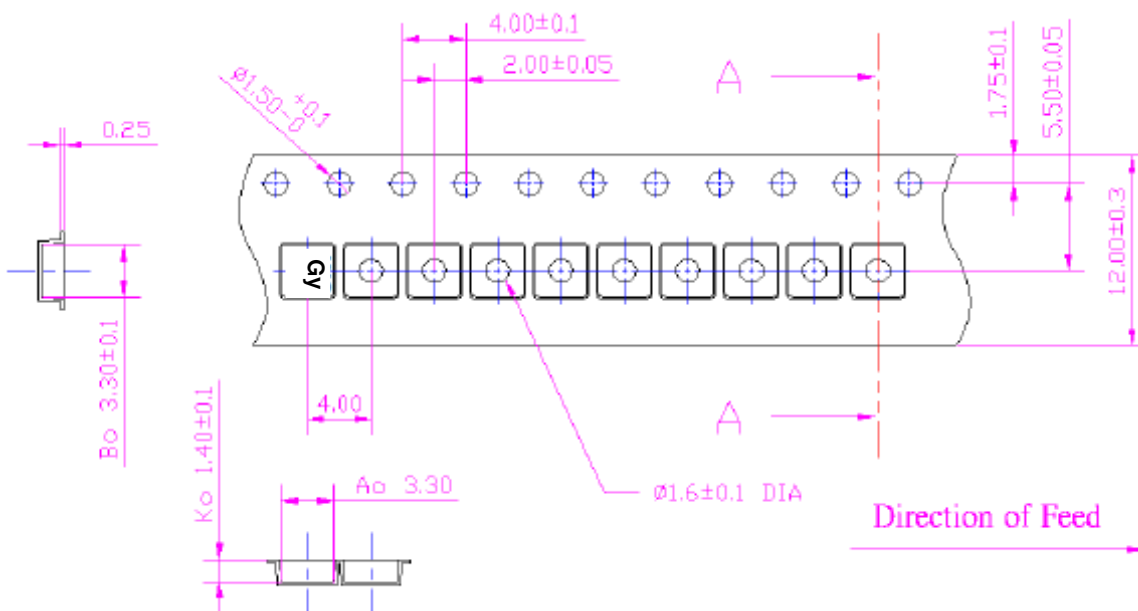 4.00±0.1
2.00±0.05
Ø1.50 +0.1 -0
A
1.75±0.1
5.50±0.05
0.25
Gy
12.00±0.3
Bo 3.30±0.1
4.00
A
Ko 1.40±0.1
Ao 3.30
Ø1.6±0.1 DIA
Direction of Feed